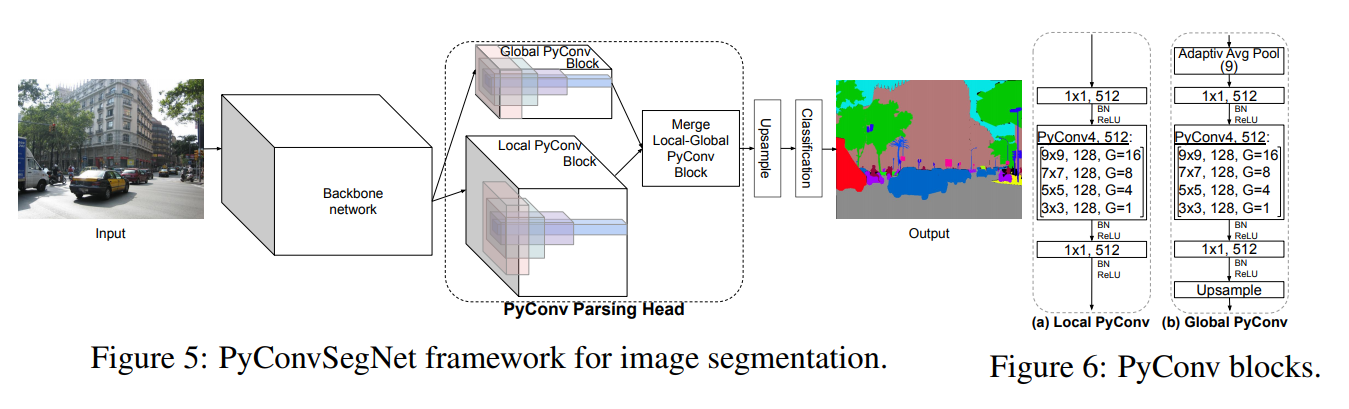 Input
Backbone
network
Global PyConv
Block
Local PyConv
Block
Merge
Local-Global
PyConv
Block
PyConv Parsing Head
Upsample
Classification
Output
Figure 5: PyConvSegNet framework for image segmentation.
1x1, 512
BN
ReLU
PyConv4, 512:
9x9, 128, G=16
7x7, 128, G=8
5x5, 128, G=4
3x3, 128, G=1
BN
ReLU
1x1, 512
BN
ReLU
(a) Local PyConv
Adaptiv Avg Pool
(9)
1x1, 512
BN
ReLU
PyConv4, 512:
9x9, 128, G=16
7x7, 128, G=8
5x5, 128, G=4
3x3, 128, G=1
BN
ReLU
1x1, 512
BN
ReLU
Upsample
(b) Global PyConv
Figure 6: PyConv blocks.